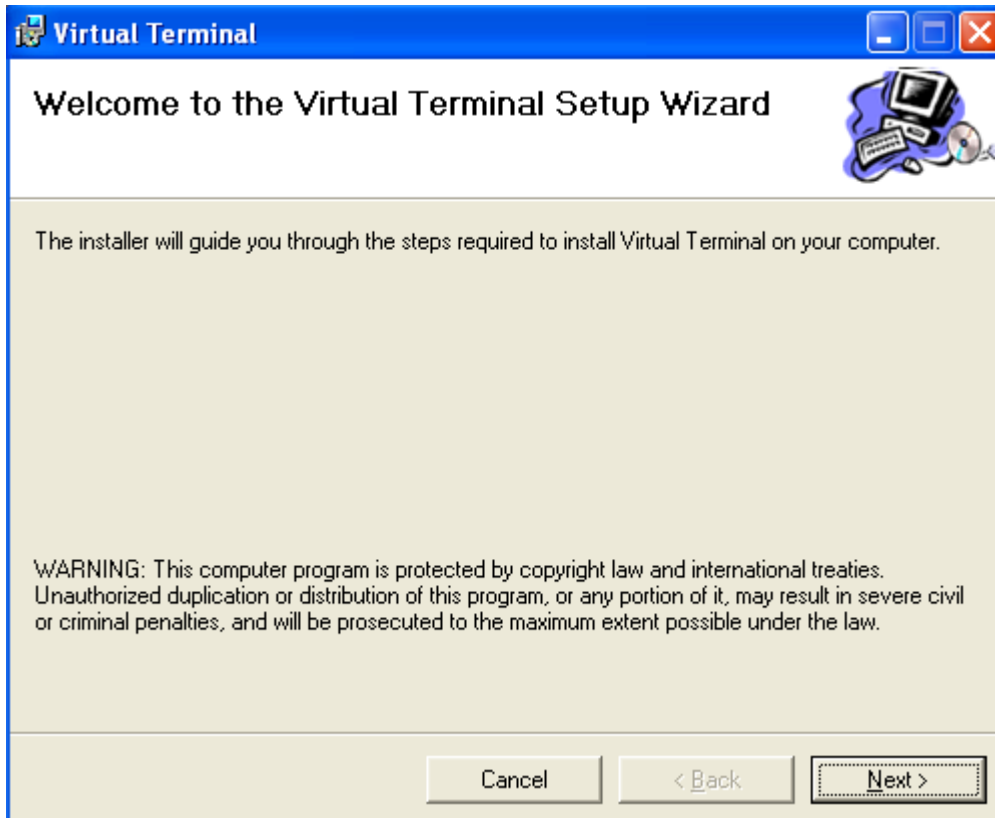 Virtual Terminal
Welcome to the Virtual Terminal Setup Wizard
The installer will guide you through the steps required to install Virtual Terminal on your computer.
WARNING: This computer program is protected by copyright law and international treaties.
Unauthorized duplication or distribution of this program, or any portion of it, may result in severe civil
or criminal penalties, and will be prosecuted to the maximum extent possible under the law.
Cancel
< Back
Next >